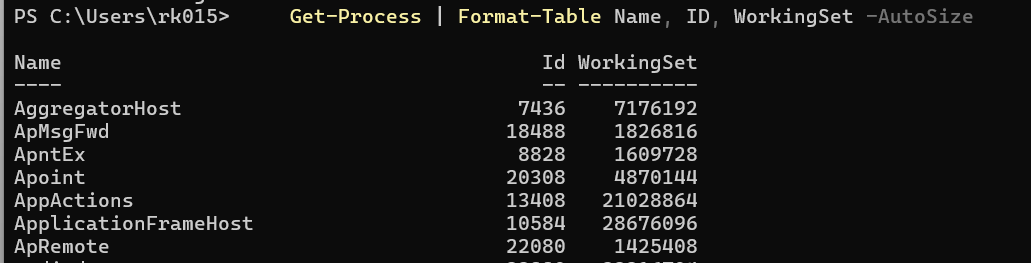 PS C:\Users\rk015>     Get-Process | Format-Table Name, ID, WorkingSet -AutoSize
Name                                         Id WorkingSet
----                                         -- ----------
AggregatorHost                             7436    7176192
ApMsgFwd                                  18488    1826816
ApntEx                                     8828    1609728
Apoint                                    20308    4870144
AppActions                                13408   21028864
ApplicationFrameHost                      10584   28676096
ApRemote                                  22080    1425408